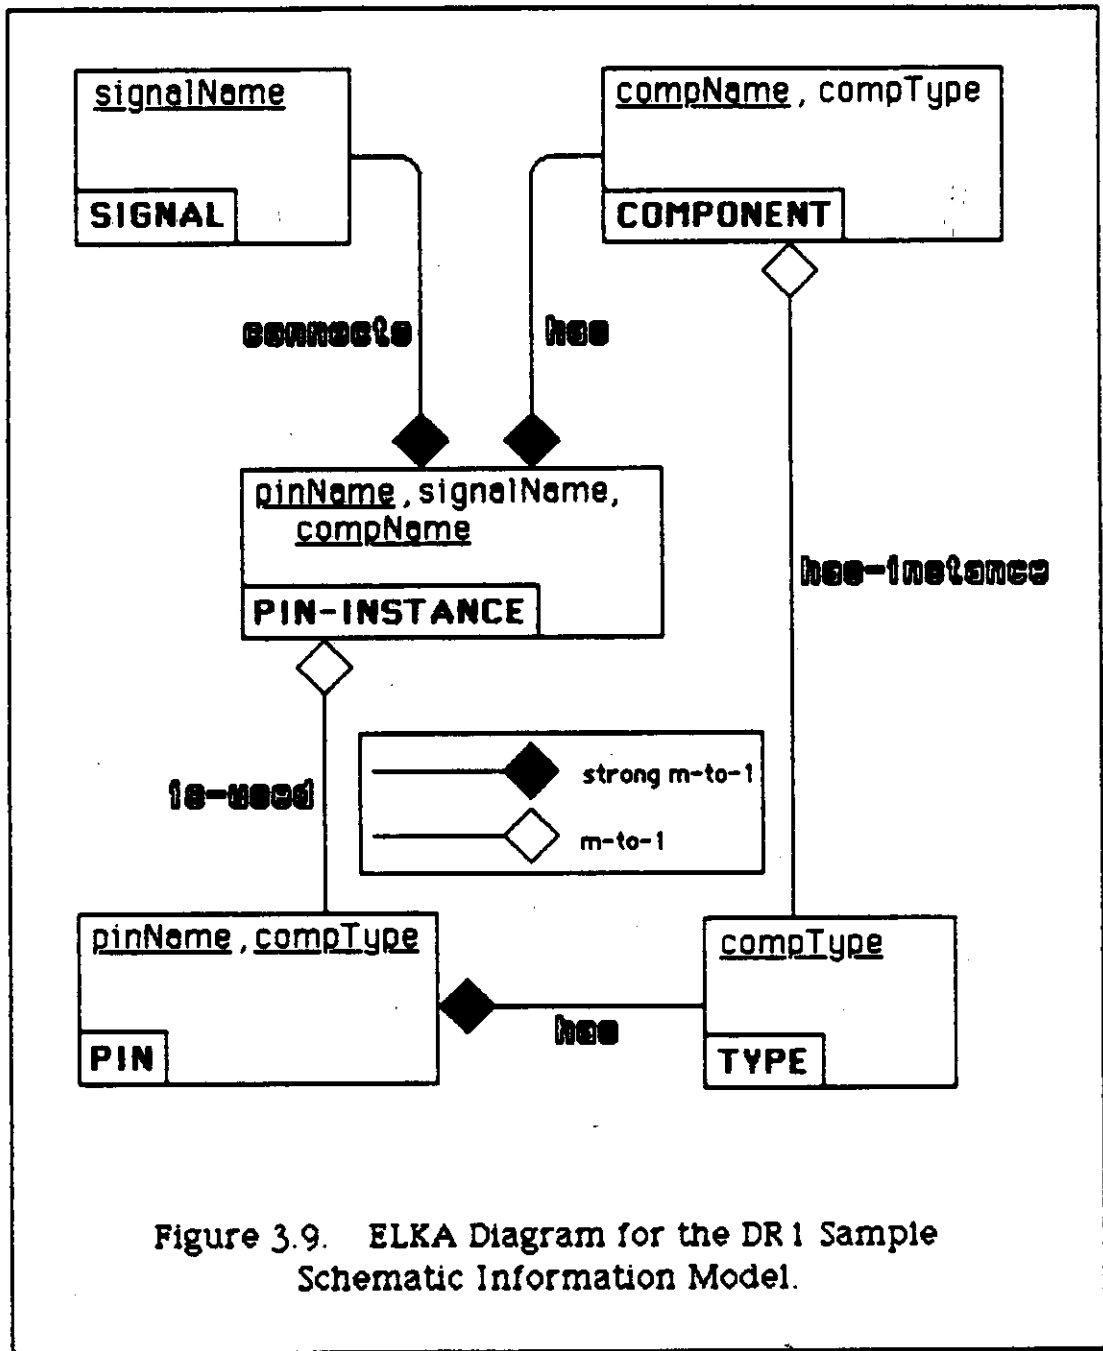 signalName
SIGNAL
compName, compType
COMPONENT
connects
has
pinName, signalName,
compName
PIN-INSTANCE
has-instance
is-used
strong m-to-1
m-to-1
pinName, compType
PIN
has
compType
TYPE
Figure 3.9. ELKA Diagram for the DR1 Sample
Schematic Information Model.